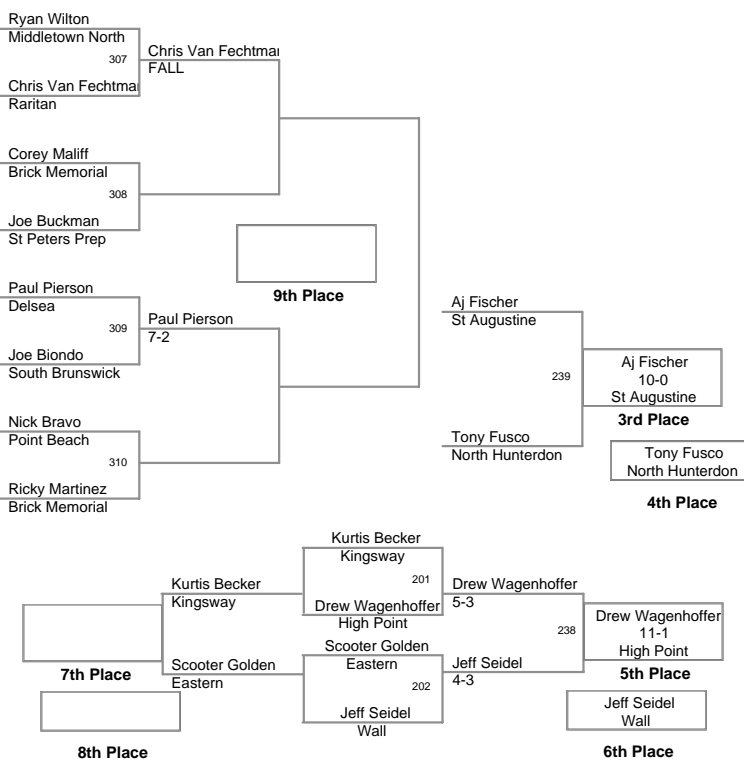 Ryan Wilton
Middletown North
307
Chris Van Fechtmar
FALL
Chris Van Fechtmar
Raritan
Corey Maliff
Brick Memorial
308
Joe Buckman
St Peters Prep
9th Place
Paul Pierson
Delsea
309
Paul Pierson
7-2
Joe Biondo
South Brunswick
Nick Bravo
Point Beach
310
Ricky Martinez
Brick Memorial
Aj Fischer
St Augustine
239
Tony Fusco
North Hunterdon
Aj Fischer
10-0
St Augustine
3rd Place
Tony Fusco
North Hunterdon
4th Place
Kurtis Becker
Kingsway
201
Drew Wagenhoffer
High Point
Kurtis Becker
Kingsway
Drew Wagenhoffer
5-3
238
Scooter Golden
Eastern
202
Jeff Seidel
Wall
Scooter Golden
Eastern
Jeff Seidel
4-3
Drew Wagenhoffer
11-1
High Point
5th Place
7th Place
Jeff Seidel
Wall
6th Place
8th Place